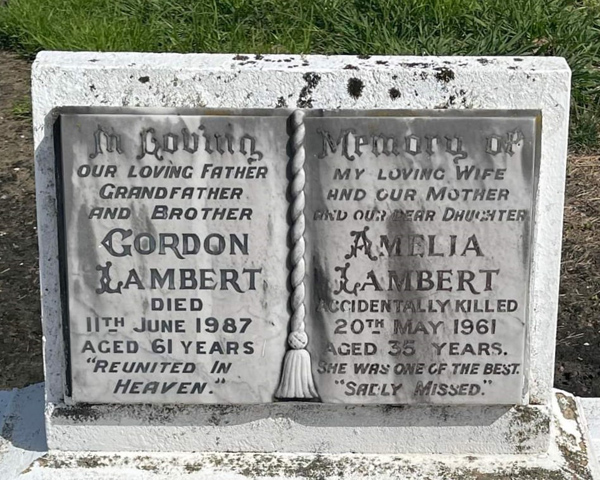 In Loving
OUR LOVING FATHER
GRANDFATHER
AND BROTHER
GORDON
LAMBERT
DIED
11TH JUNE 1987
AGED 61 YEARS
"REUNITED IN
HEAVEN."
Memory of
MY LOVING WIFE
AND OUR MOTHER
AND OUR DEAR DAUGHTER
AMELIA
LAMBERT
ACCIDENTALLY KILLED
20TH MAY 1961
AGED 35 YEARS.
SHE WAS ONE OF THE BEST.
"SADLY MISSED."